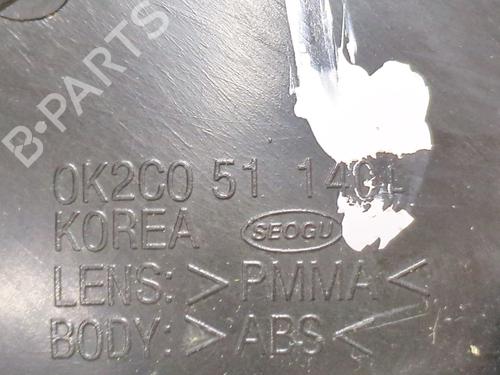 B·PARTS
0K2C0 51
KOREA SEOGU
LENS: >PMMA<
BODY: >ABS<